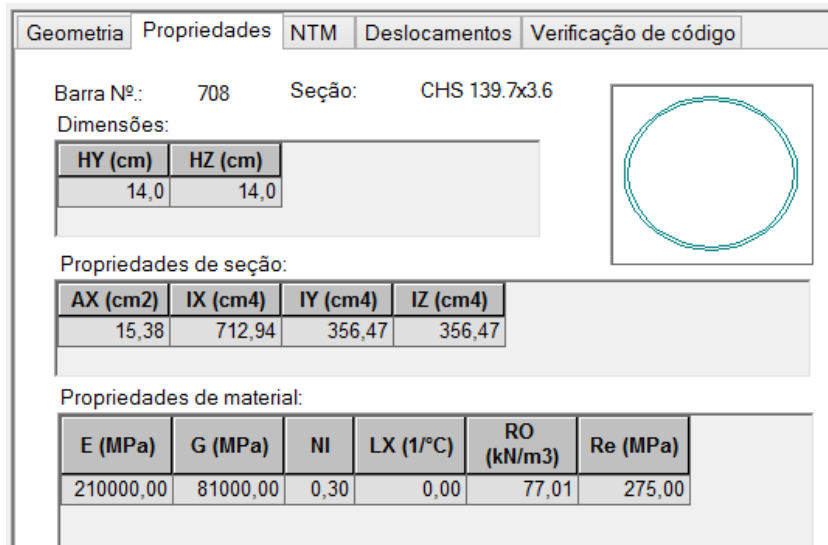 Geometria Propriedades NTM Deslocamentos Verificação de código
Barra Nº.: 708 Seção: CHS 139.7x3.6
Dimensões:
HY (cm) HZ (cm)
14,0 14,0
Propriedades de seção:
AX (cm2) IX (cm4) IY (cm4) IZ (cm4)
15,38 712,94 356,47 356,47
Propriedades de material:
E (MPa) G (MPa) NI LX (1/°C) RO (kN/m3) Re (MPa)
210000,00 81000,00 0,30 0,00 77,01 275,00